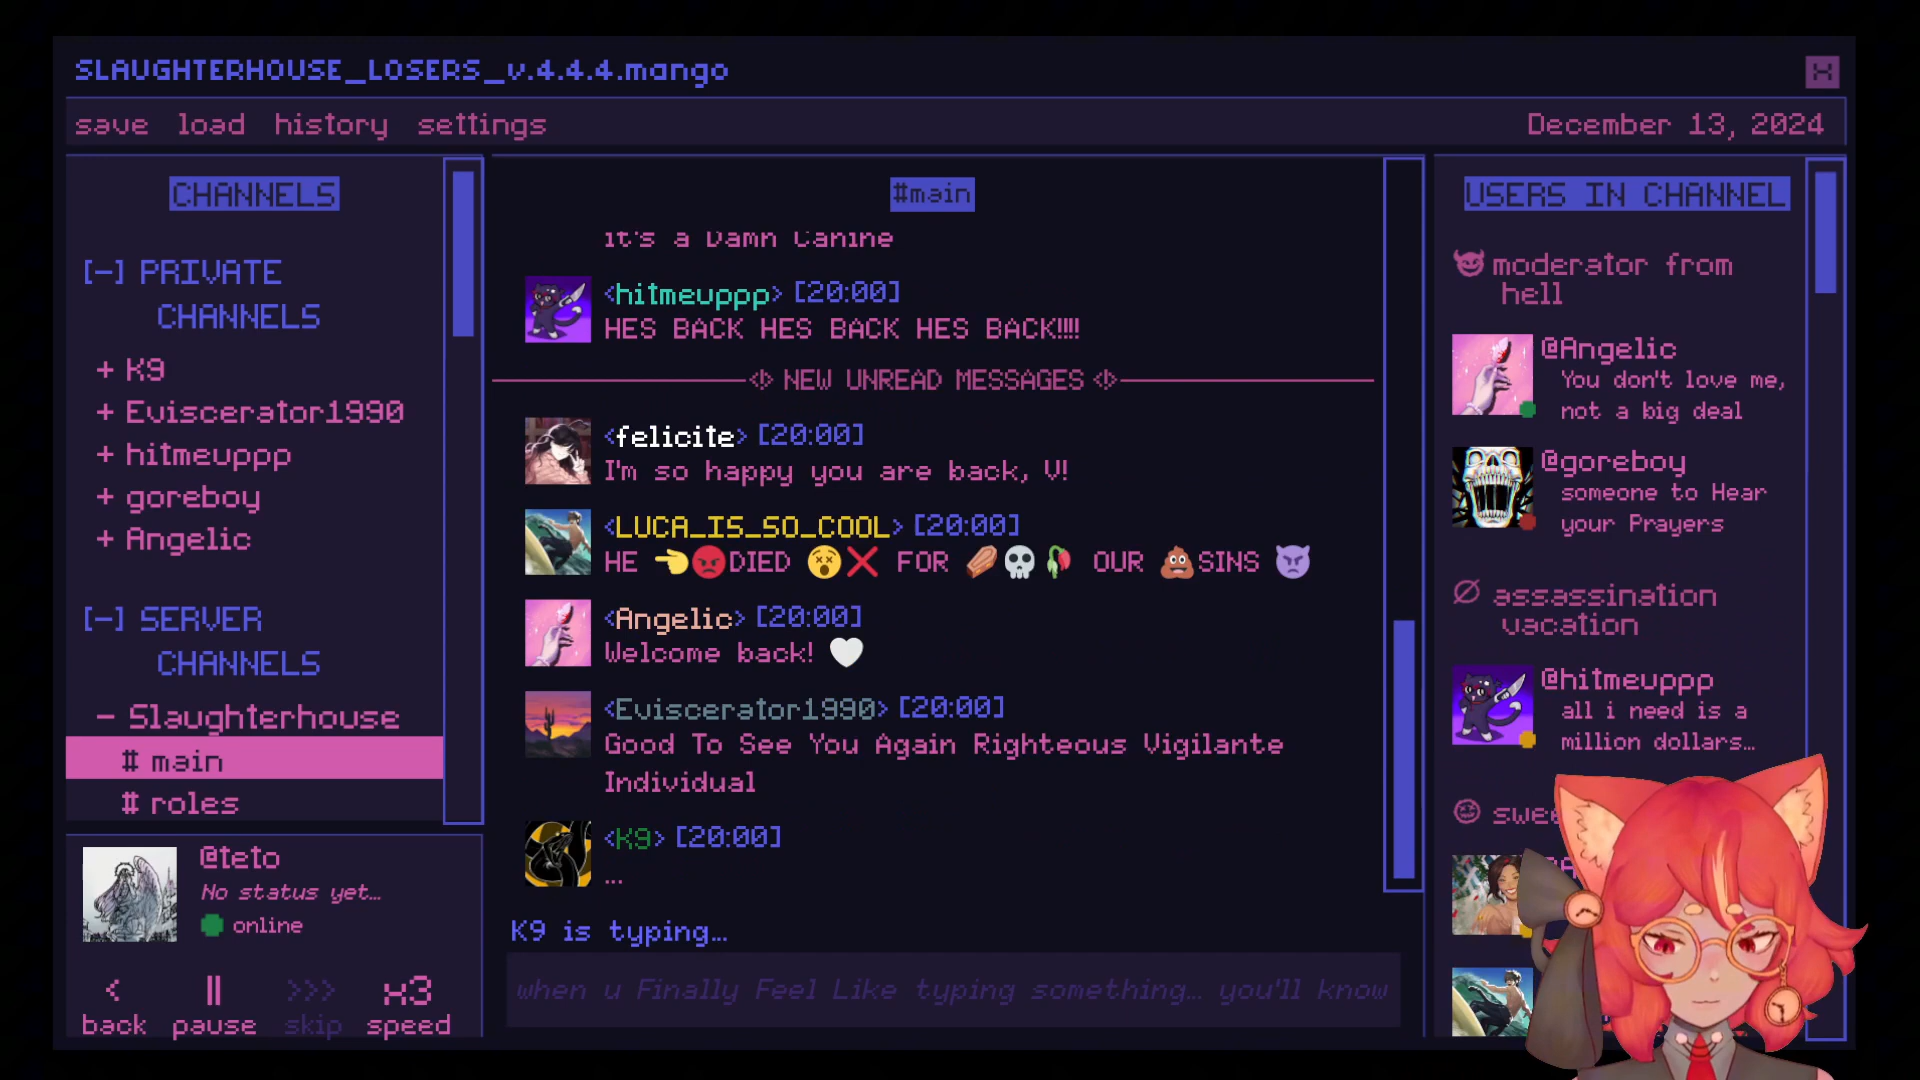 SLAUGHTERHOUSE_LOSERS_v.4.4.4.mango
save load history settings
December 13, 2024
CHANNELS
[-] PRIVATE
CHANNELS
+ K9
+ Eviscerator1990
+ hitmeuppp
+ goreboy
+ Angelic
[-] SERVER
CHANNELS
- Slaughterhouse
# main
# roles
@teto
No status yet...
online
< || >>> x3
back pause skip speed
#main
it's a Damn Canine
<hitmeuppp> [20:00]
HES BACK HES BACK HES BACK!!!!
NEW UNREAD MESSAGES
<felicite> [20:00]
I'm so happy you are back, V!
<LUCA_IS_SO_COOL> [20:00]
HE 👈😡DIED 😵❌ FOR ⚰️💀🥀 OUR 💩SINS 👿
<Angelic> [20:00]
Welcome back! 🤍
<Eviscerator1990> [20:00]
Good To See You Again Righteous Vigilante
Individual
<K9> [20:00]
...
K9 is typing...
when u Finally Feel Like typing something... you'll know
USERS IN CHANNEL
moderator from
hell
@Angelic
You don't love me,
not a big deal
@goreboy
someone to Hear
your Prayers
assassination
vacation
@hitmeuppp
all i need is a
million dollars...